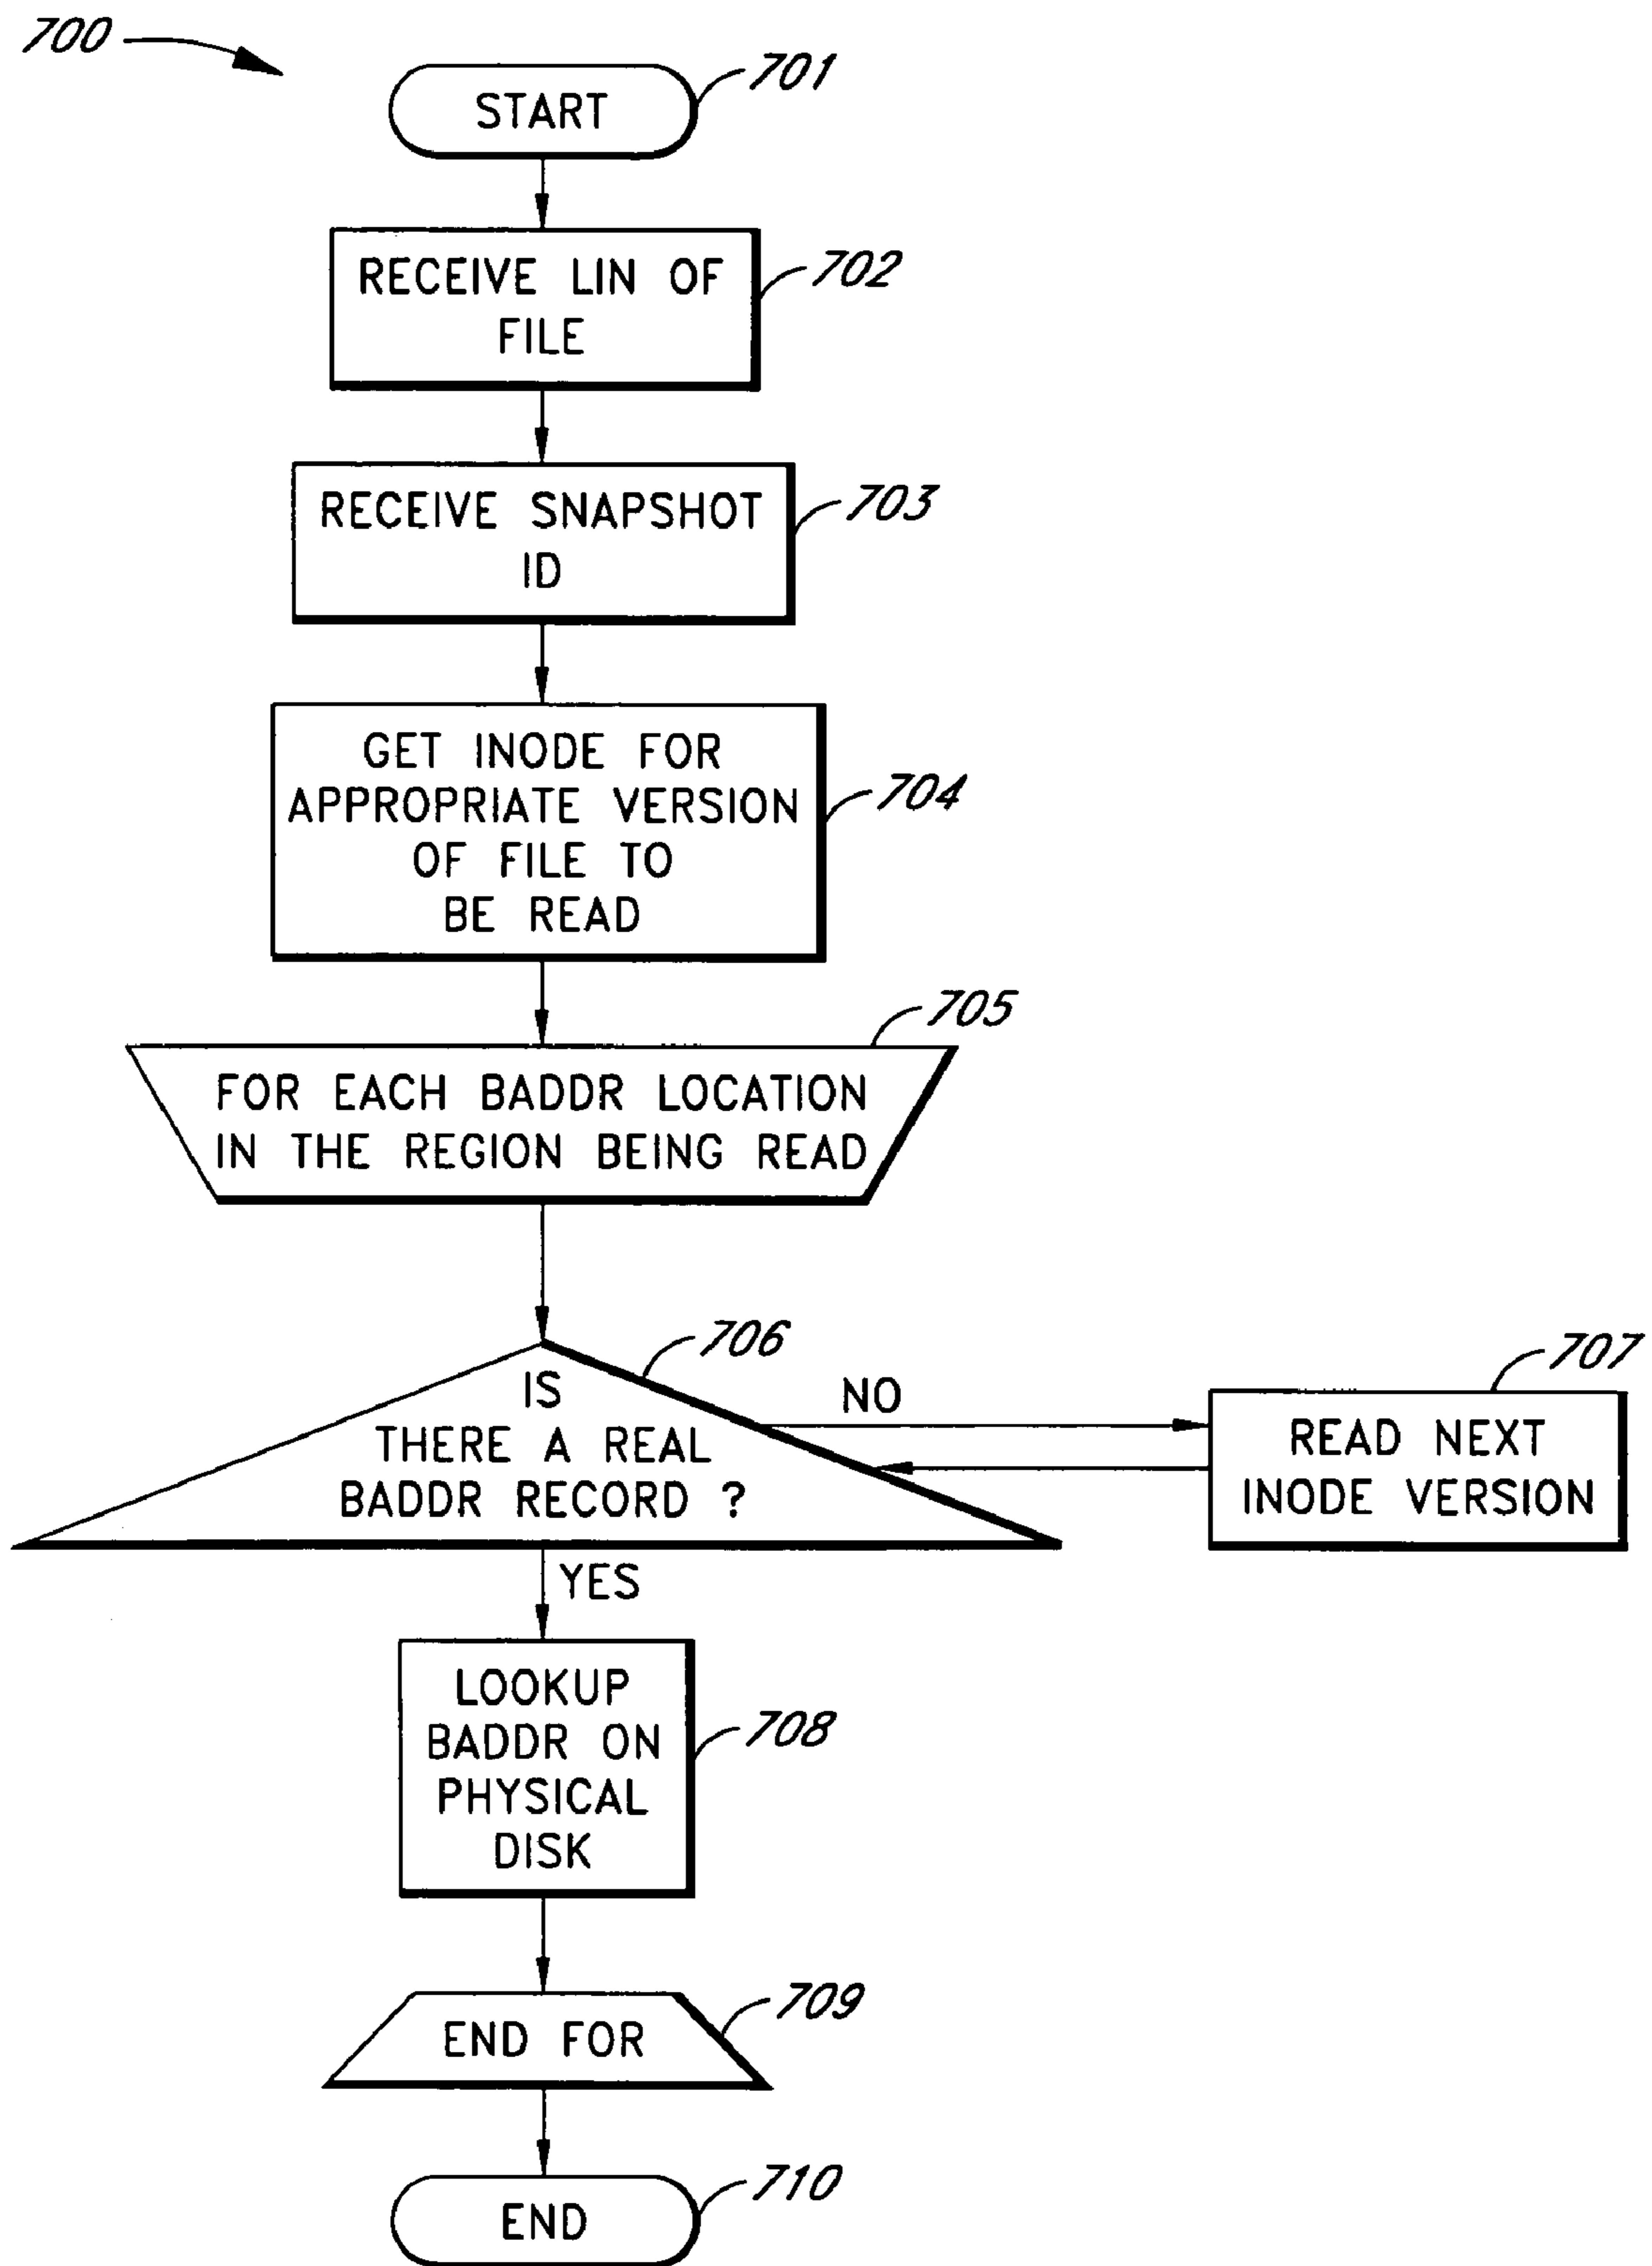 700
701
START
702
RECEIVE LIN OF
FILE
703
RECEIVE SNAPSHOT
ID
GET INODE FOR
APPROPRIATE VERSION
OF FILE TO
BE READ
704
705
FOR EACH BADDR LOCATION
IN THE REGION BEING READ
706
707
IS
THERE A REAL
BADDR RECORD ?
NO
READ NEXT
INODE VERSION
YES
LOOKUP
BADDR ON
PHYSICAL
DISK
708
709
END FOR
710
END